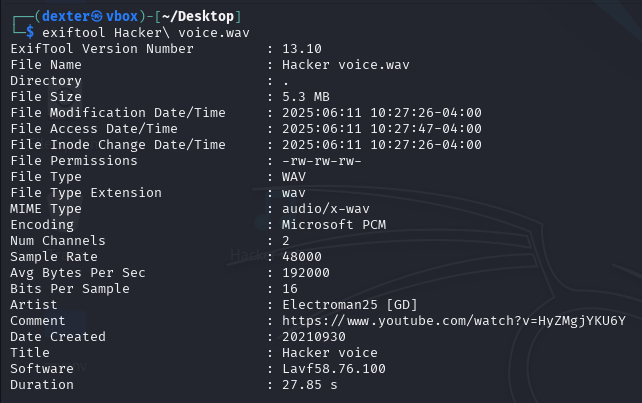 ┌──(dexter㉿vbox)-[~/Desktop]
└─$ exiftool Hacker\ voice.wav
ExifTool Version Number         : 13.10
File Name                       : Hacker voice.wav
Directory                       : .
File Size                       : 5.3 MB
File Modification Date/Time     : 2025:06:11 10:27:26-04:00
File Access Date/Time           : 2025:06:11 10:27:47-04:00
File Inode Change Date/Time     : 2025:06:11 10:27:26-04:00
File Permissions                : -rw-rw-rw-
File Type                       : WAV
File Type Extension             : wav
MIME Type                       : audio/x-wav
Encoding                        : Microsoft PCM
Num Channels                    : 2
Sample Rate                     : 48000
Avg Bytes Per Sec               : 192000
Bits Per Sample                 : 16
Artist                          : Electroman25 [GD]
Comment                         : https://www.youtube.com/watch?v=HyZMgjYKU6Y
Date Created                    : 20210930
Title                           : Hacker voice
Software                        : Lavf58.76.100
Duration                        : 27.85 s